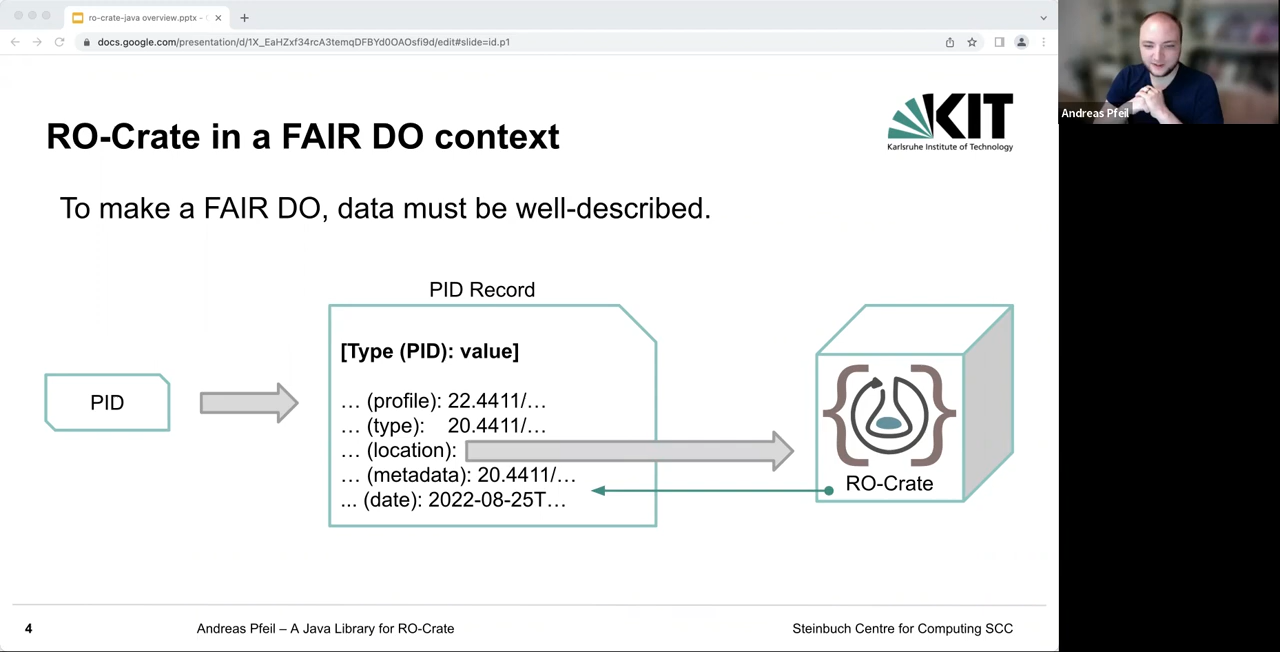 ro-crate-java overview.pptx -
docs.google.com/presentation/d/1X_EaHZxf34rcA3temqDFBYd0OAOsfi9d/edit#slide=id.p1
Andreas Pfeil
KIT
Karlsruhe Institute of Technology
RO-Crate in a FAIR DO context
To make a FAIR DO, data must be well-described.
PID Record
[Type (PID): value]
PID
… (profile): 22.4411/…
… (type): 20.4411/…
… (location):
… (metadata): 20.4411/…
... (date): 2022-08-25T…
RO-Crate
4
Andreas Pfeil – A Java Library for RO-Crate
Steinbuch Centre for Computing SCC